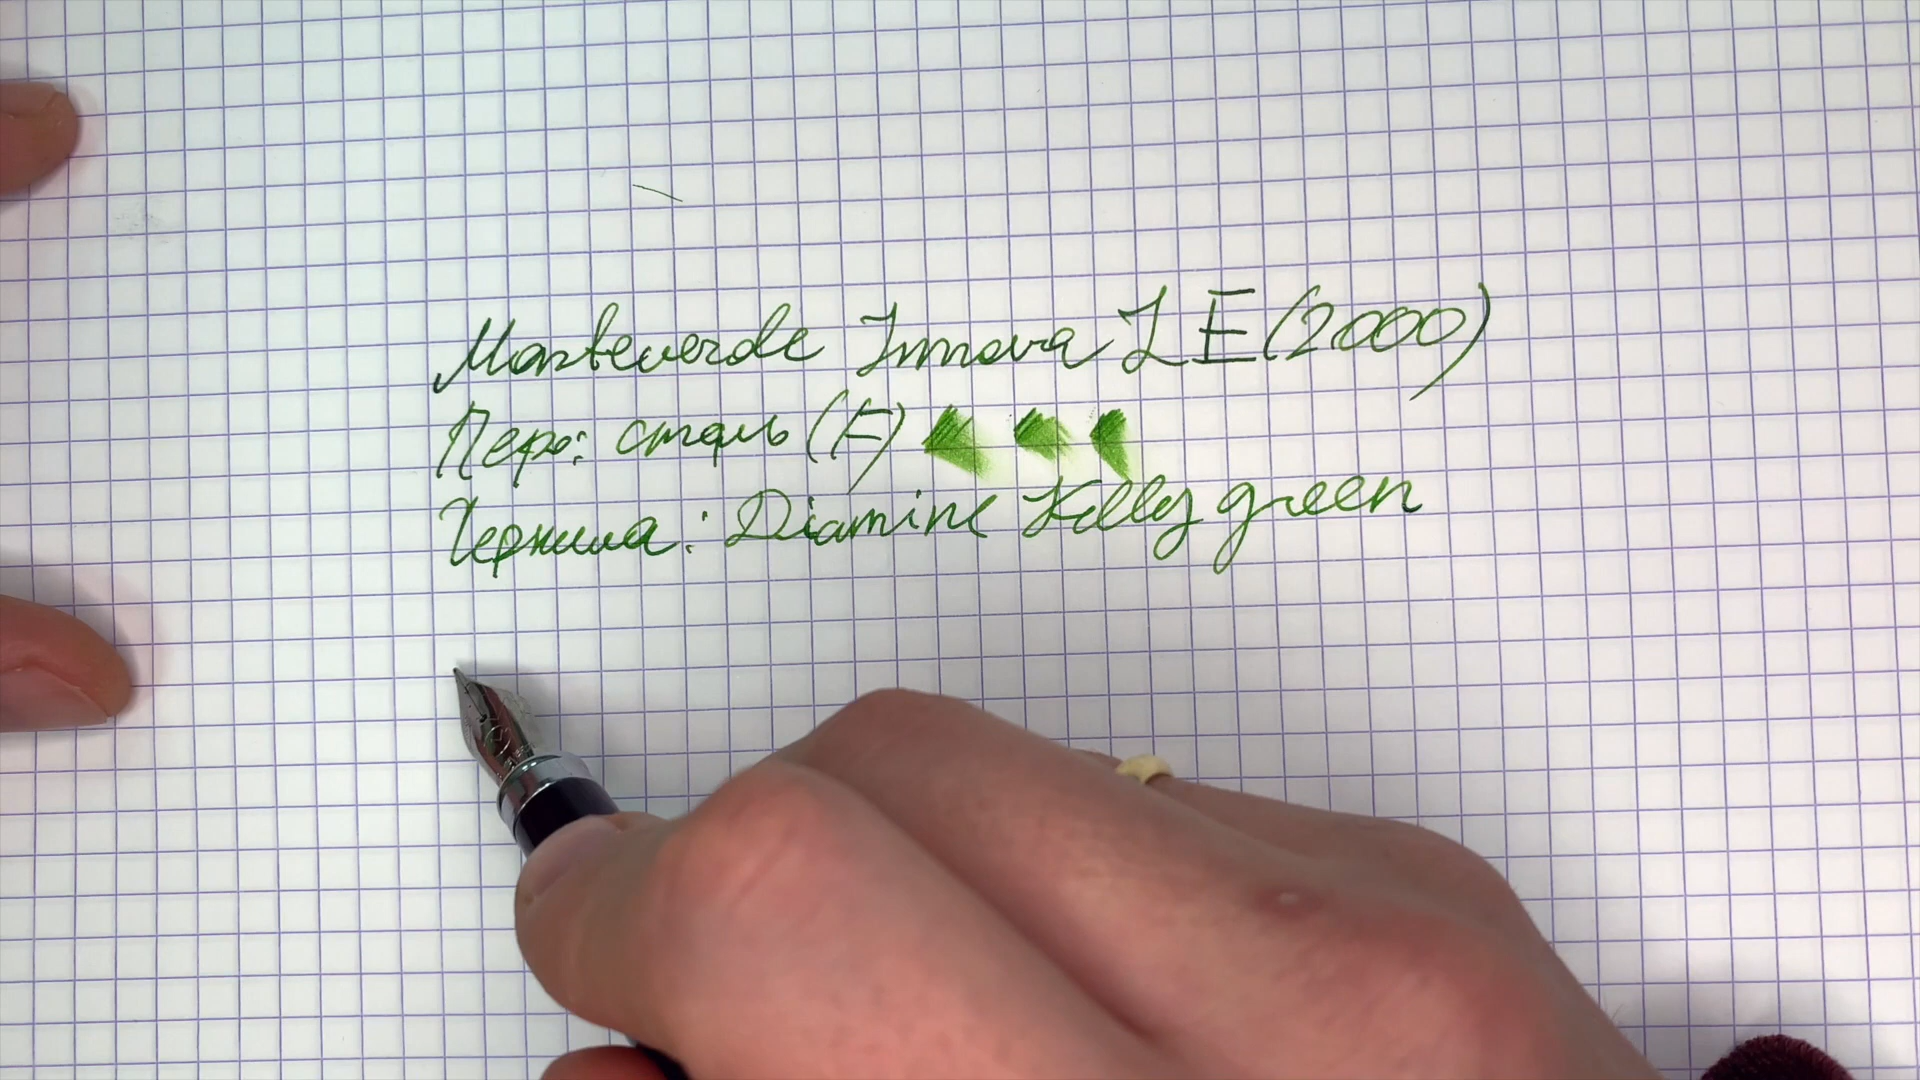 Monteverde Innova LE (2000)
Перо: сталь (F)
Чернила: Diamine Kelly green